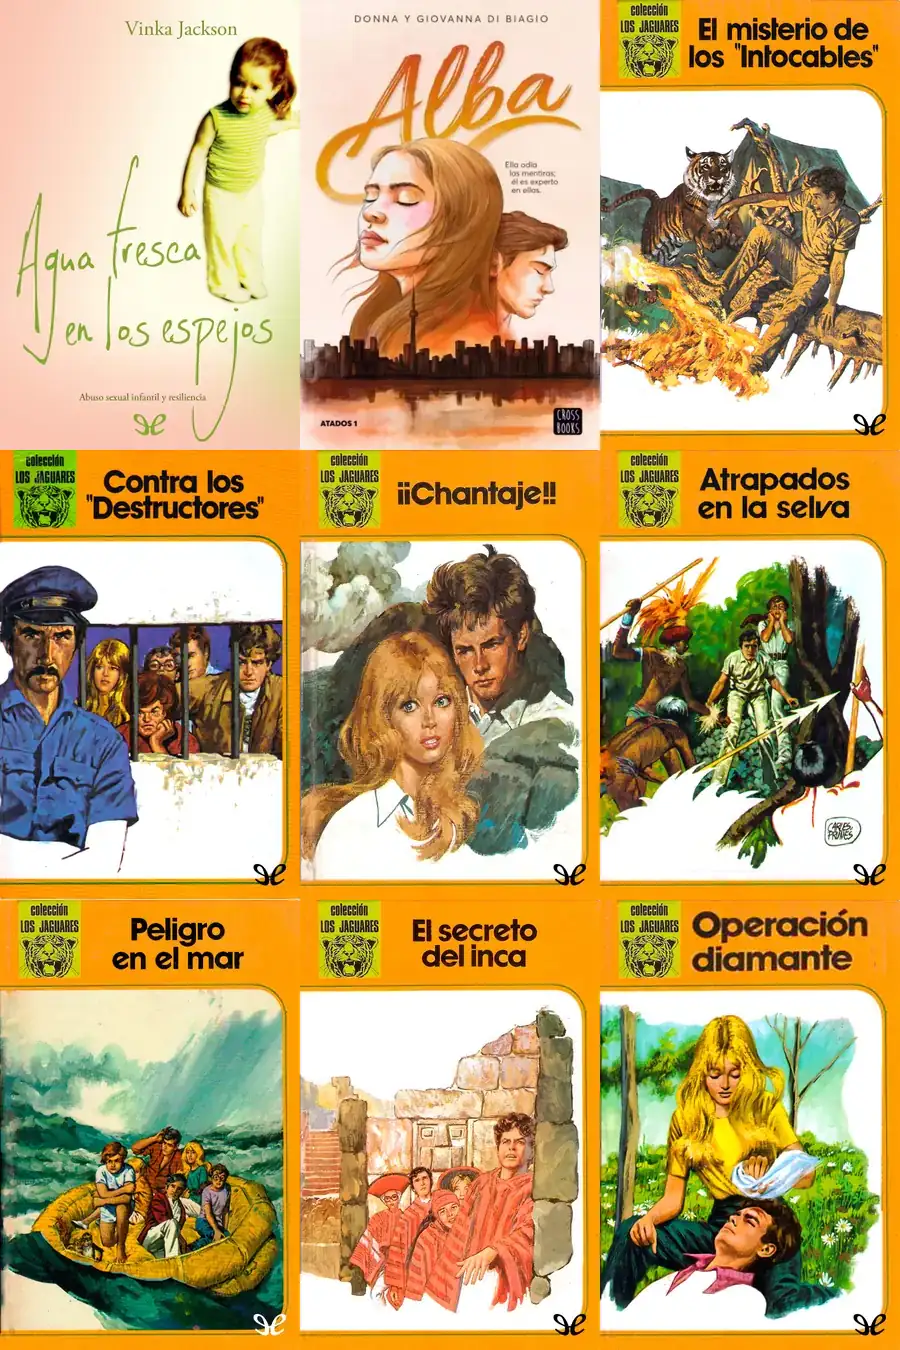 Vinka Jackson
Agua fresca
en los espejos
Abuso sexual infantil y resiliencia
DONNA Y GIOVANNA DI BIAGIO
Alba
Ella odia
las mentiras;
él es experto
en ellas.
ATADOS 1
CROSS
BOOKS
colección
LOS JAGUARES
El misterio de
los "Intocables"
colección
LOS JAGUARES
Contra los
"Destructores"
colección
LOS JAGUARES
¡¡Chantaje!!
colección
LOS JAGUARES
Atrapados
en la selva
CARLES
PRUNES
colección
LOS JAGUARES
Peligro
en el mar
colección
LOS JAGUARES
El secreto
del inca
colección
LOS JAGUARES
Operación
diamante